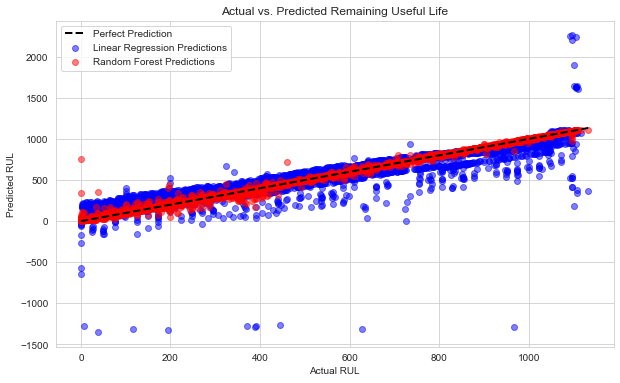 Actual vs. Predicted Remaining Useful Life
Perfect Prediction
Linear Regression Predictions
Random Forest Predictions
Predicted RUL
2000
1500
1000
500
0
−500
−1000
−1500
0 200 400 600 800 1000
Actual RUL